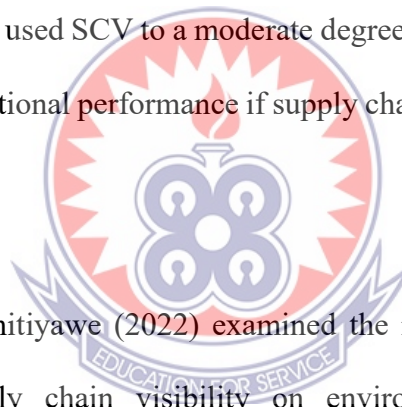 used SCV to a moderate degree
tional performance if supply cha
nitiyawe (2022) examined the
EDUCATION FOR SERVICE
ly chain visibility on enviro